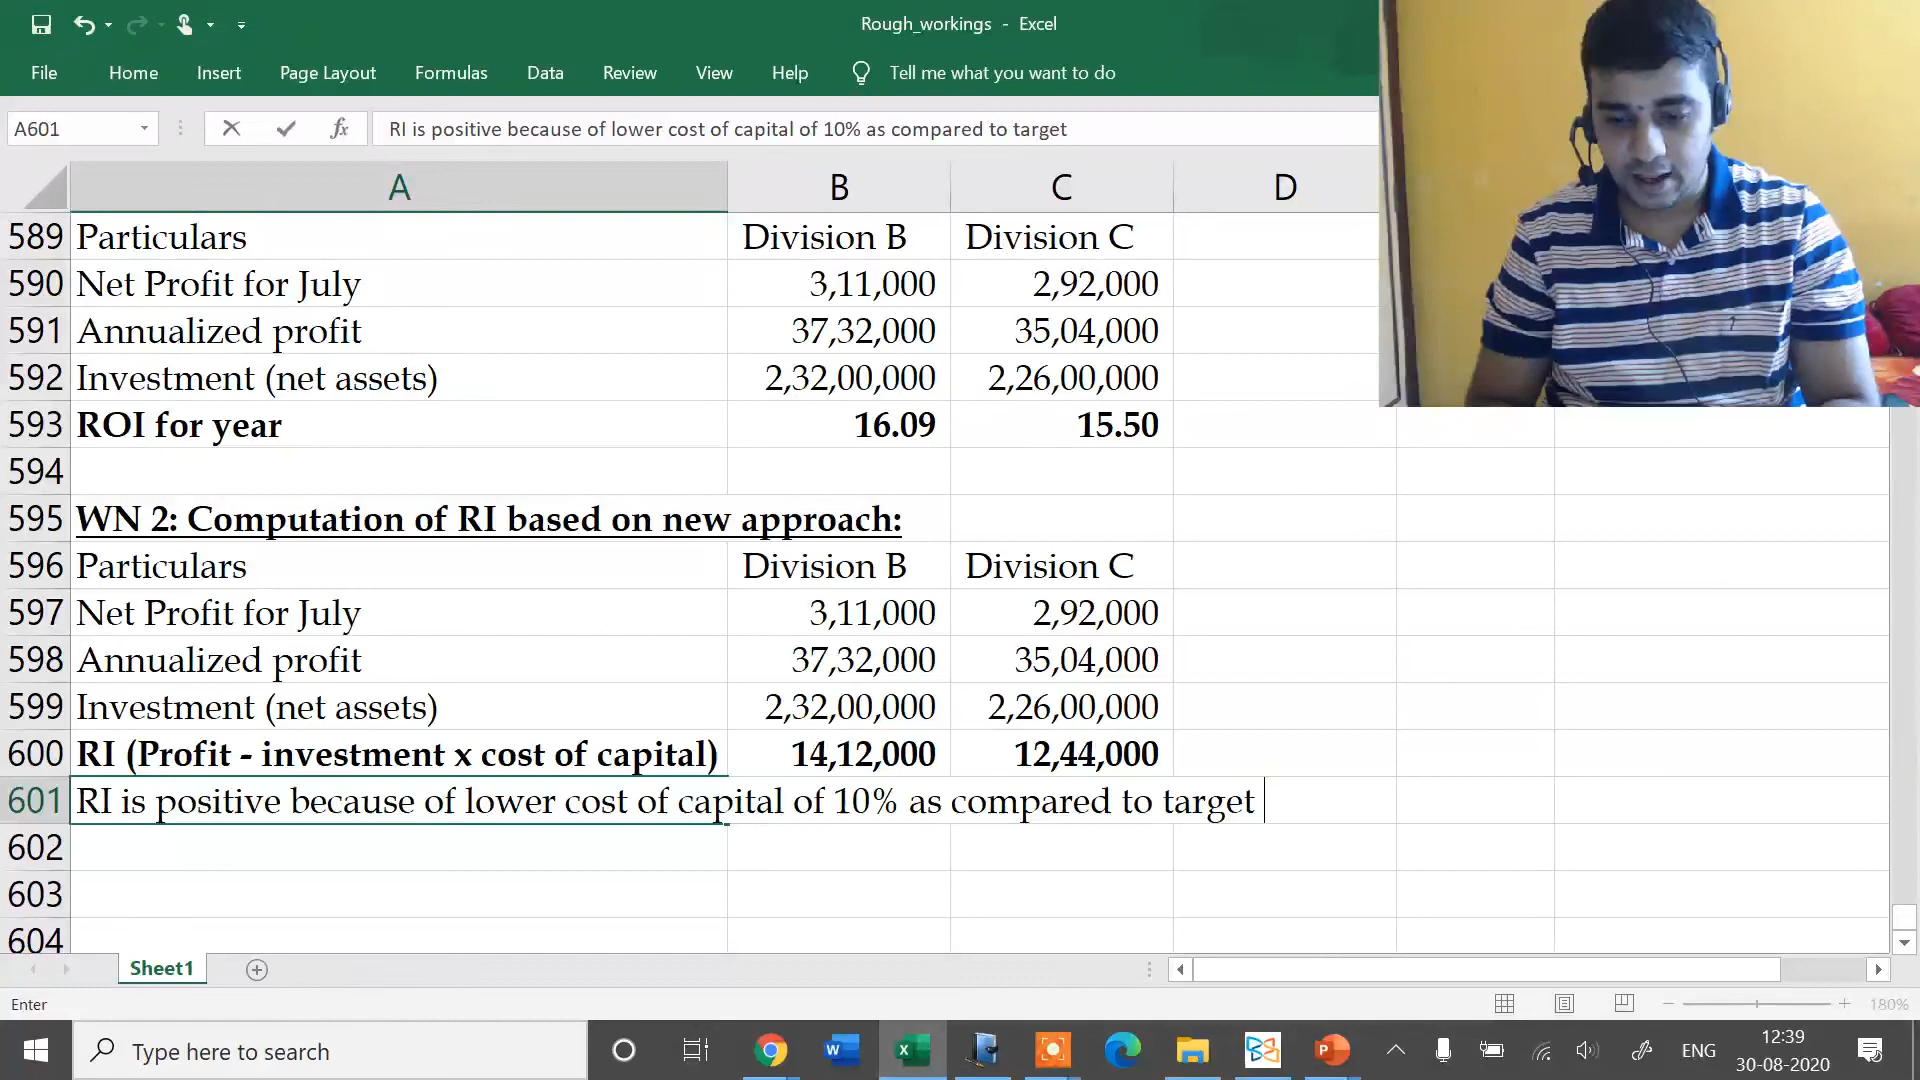 Rough_workings - Excel
File Home Insert Page Layout Formulas Data Review View Help Tell me what you want to do
A601 fx RI is positive because of lower cost of capital of 10% as compared to target
A B C D
589 Particulars Division B Division C
590 Net Profit for July 3,11,000 2,92,000
591 Annualized profit 37,32,000 35,04,000
592 Investment (net assets) 2,32,00,000 2,26,00,000
593 ROI for year 16.09 15.50
594
595 WN 2: Computation of RI based on new approach:
596 Particulars Division B Division C
597 Net Profit for July 3,11,000 2,92,000
598 Annualized profit 37,32,000 35,04,000
599 Investment (net assets) 2,32,00,000 2,26,00,000
600 RI (Profit - investment x cost of capital) 14,12,000 12,44,000
601 RI is positive because of lower cost of capital of 10% as compared to target
602
603
604
Sheet1
Enter 180%
Type here to search ENG 12:39
30-08-2020